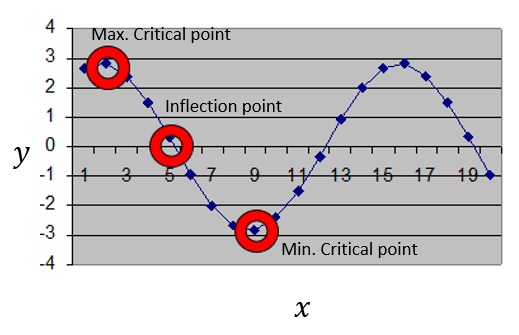 4
Max. Critical point
3
2
Inflection point
1
y
0
1 3 5 7 9 11 13 15 17 19
-1
-2
-3
Min. Critical point
-4
x